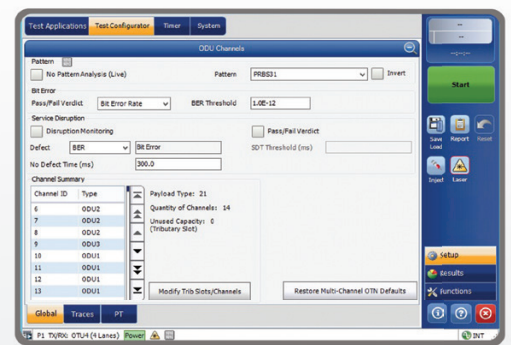 Test Applications Test Configurator Timer System
ODU Channels
Pattern
No Pattern Analysis (Live) Pattern PRBS31 Invert
Bit Error
Pass/Fail Verdict Bit Error Rate BER Threshold 1.0E-12
Service Disruption
Disruption Monitoring Pass/Fail Verdict
Defect BER Bit Error SDT Threshold (ms)
No Defect Time (ms) 300.0
Channel Summary
Channel ID Type
6 ODU2
7 ODU2
8 ODU2
9 ODU3
10 ODU1
11 ODU1
12 ODU1
13 ODU1
Payload Type: 21
Quantity of Channels: 14
Unused Capacity: 0
(Tributary Slot)
Modify Trib Slots/Channels Restore Multi-Channel OTN Defaults
Global Traces PT
P1 TX/RX: OTU4 (4 Lanes) Power INT
--
--
--:--:--
Start
Save
Load
Report Reset
Inject Laser
Setup
Results
Functions